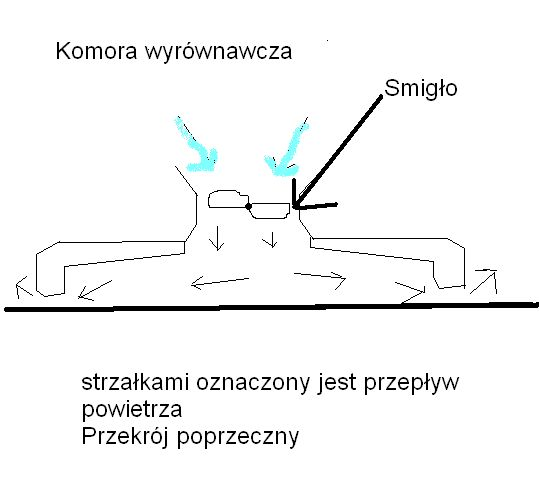 Komora wyrównawcza
Smigło
strzałkami oznaczony jest przepływ
powietrza
Przekrój poprzeczny